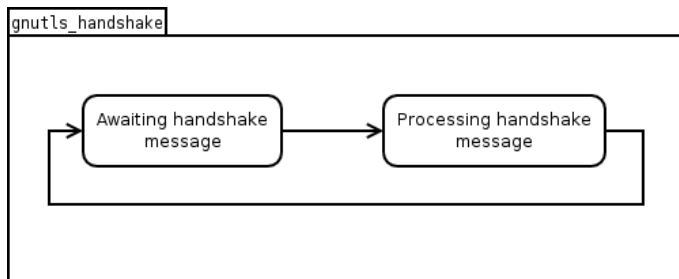 gnutls_handshake
Awaiting handshake
message
Processing handshake
message